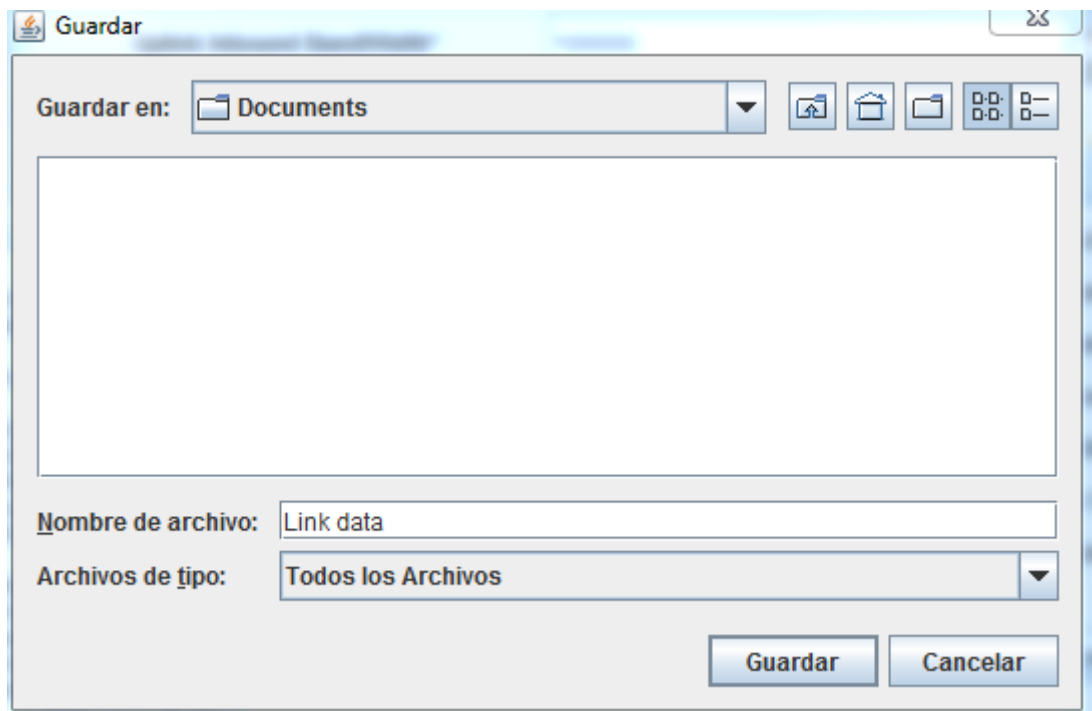 Guardar
Guardar en: Documents
Nombre de archivo: Link data
Archivos de tipo: Todos los Archivos
Guardar Cancelar